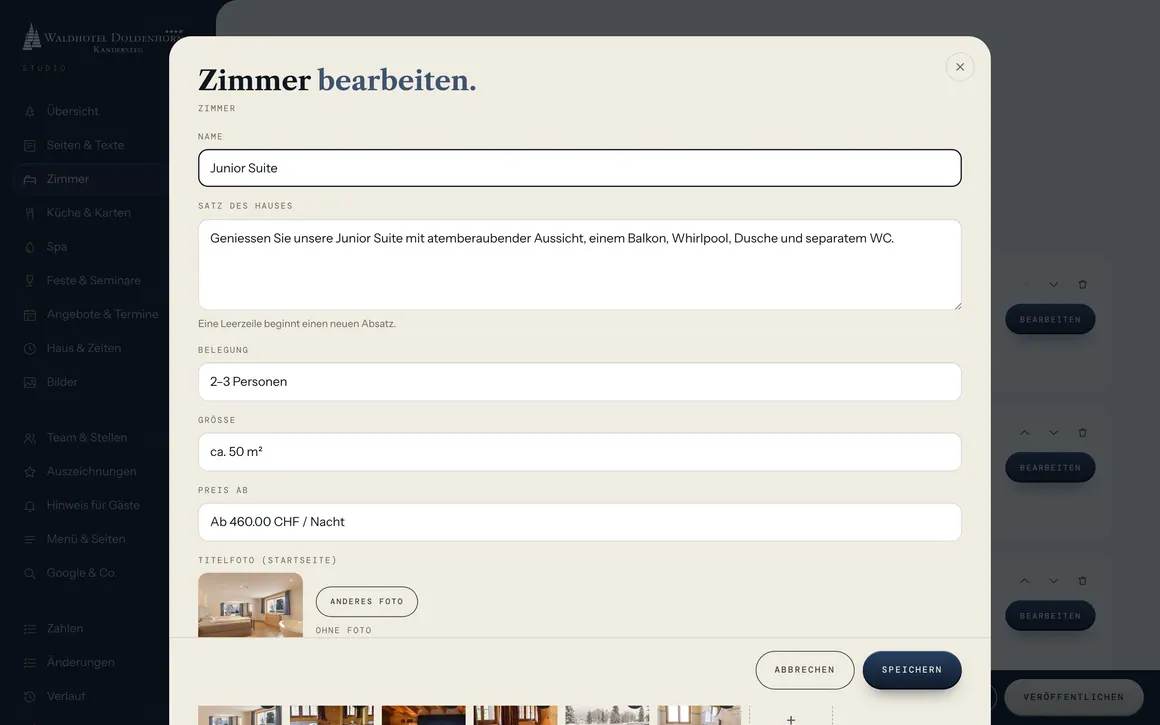 WALDHOTEL DOLDENHORN
KANDERSTEG
STUDIO
Übersicht
Seiten & Texte
Zimmer
Küche & Karten
Spa
Feste & Seminare
Angebote & Termine
Haus & Zeiten
Bilder
Team & Stellen
Auszeichnungen
Hinweis für Gäste
Menü & Seiten
Google & Co.
Zahlen
Änderungen
Verlauf
Zimmer bearbeiten.
ZIMMER
NAME
Junior Suite
SATZ DES HAUSES
Geniessen Sie unsere Junior Suite mit atemberaubender Aussicht, einem Balkon, Whirlpool, Dusche und separatem WC.
Eine Leerzeile beginnt einen neuen Absatz.
BELEGUNG
2–3 Personen
GRÖSSE
ca. 50 m²
PREIS AB
Ab 460.00 CHF / Nacht
TITELFOTO (STARTSEITE)
ANDERES FOTO
OHNE FOTO
ABBRECHEN
SPEICHERN
BEARBEITEN
BEARBEITEN
BEARBEITEN
VERÖFFENTLICHEN